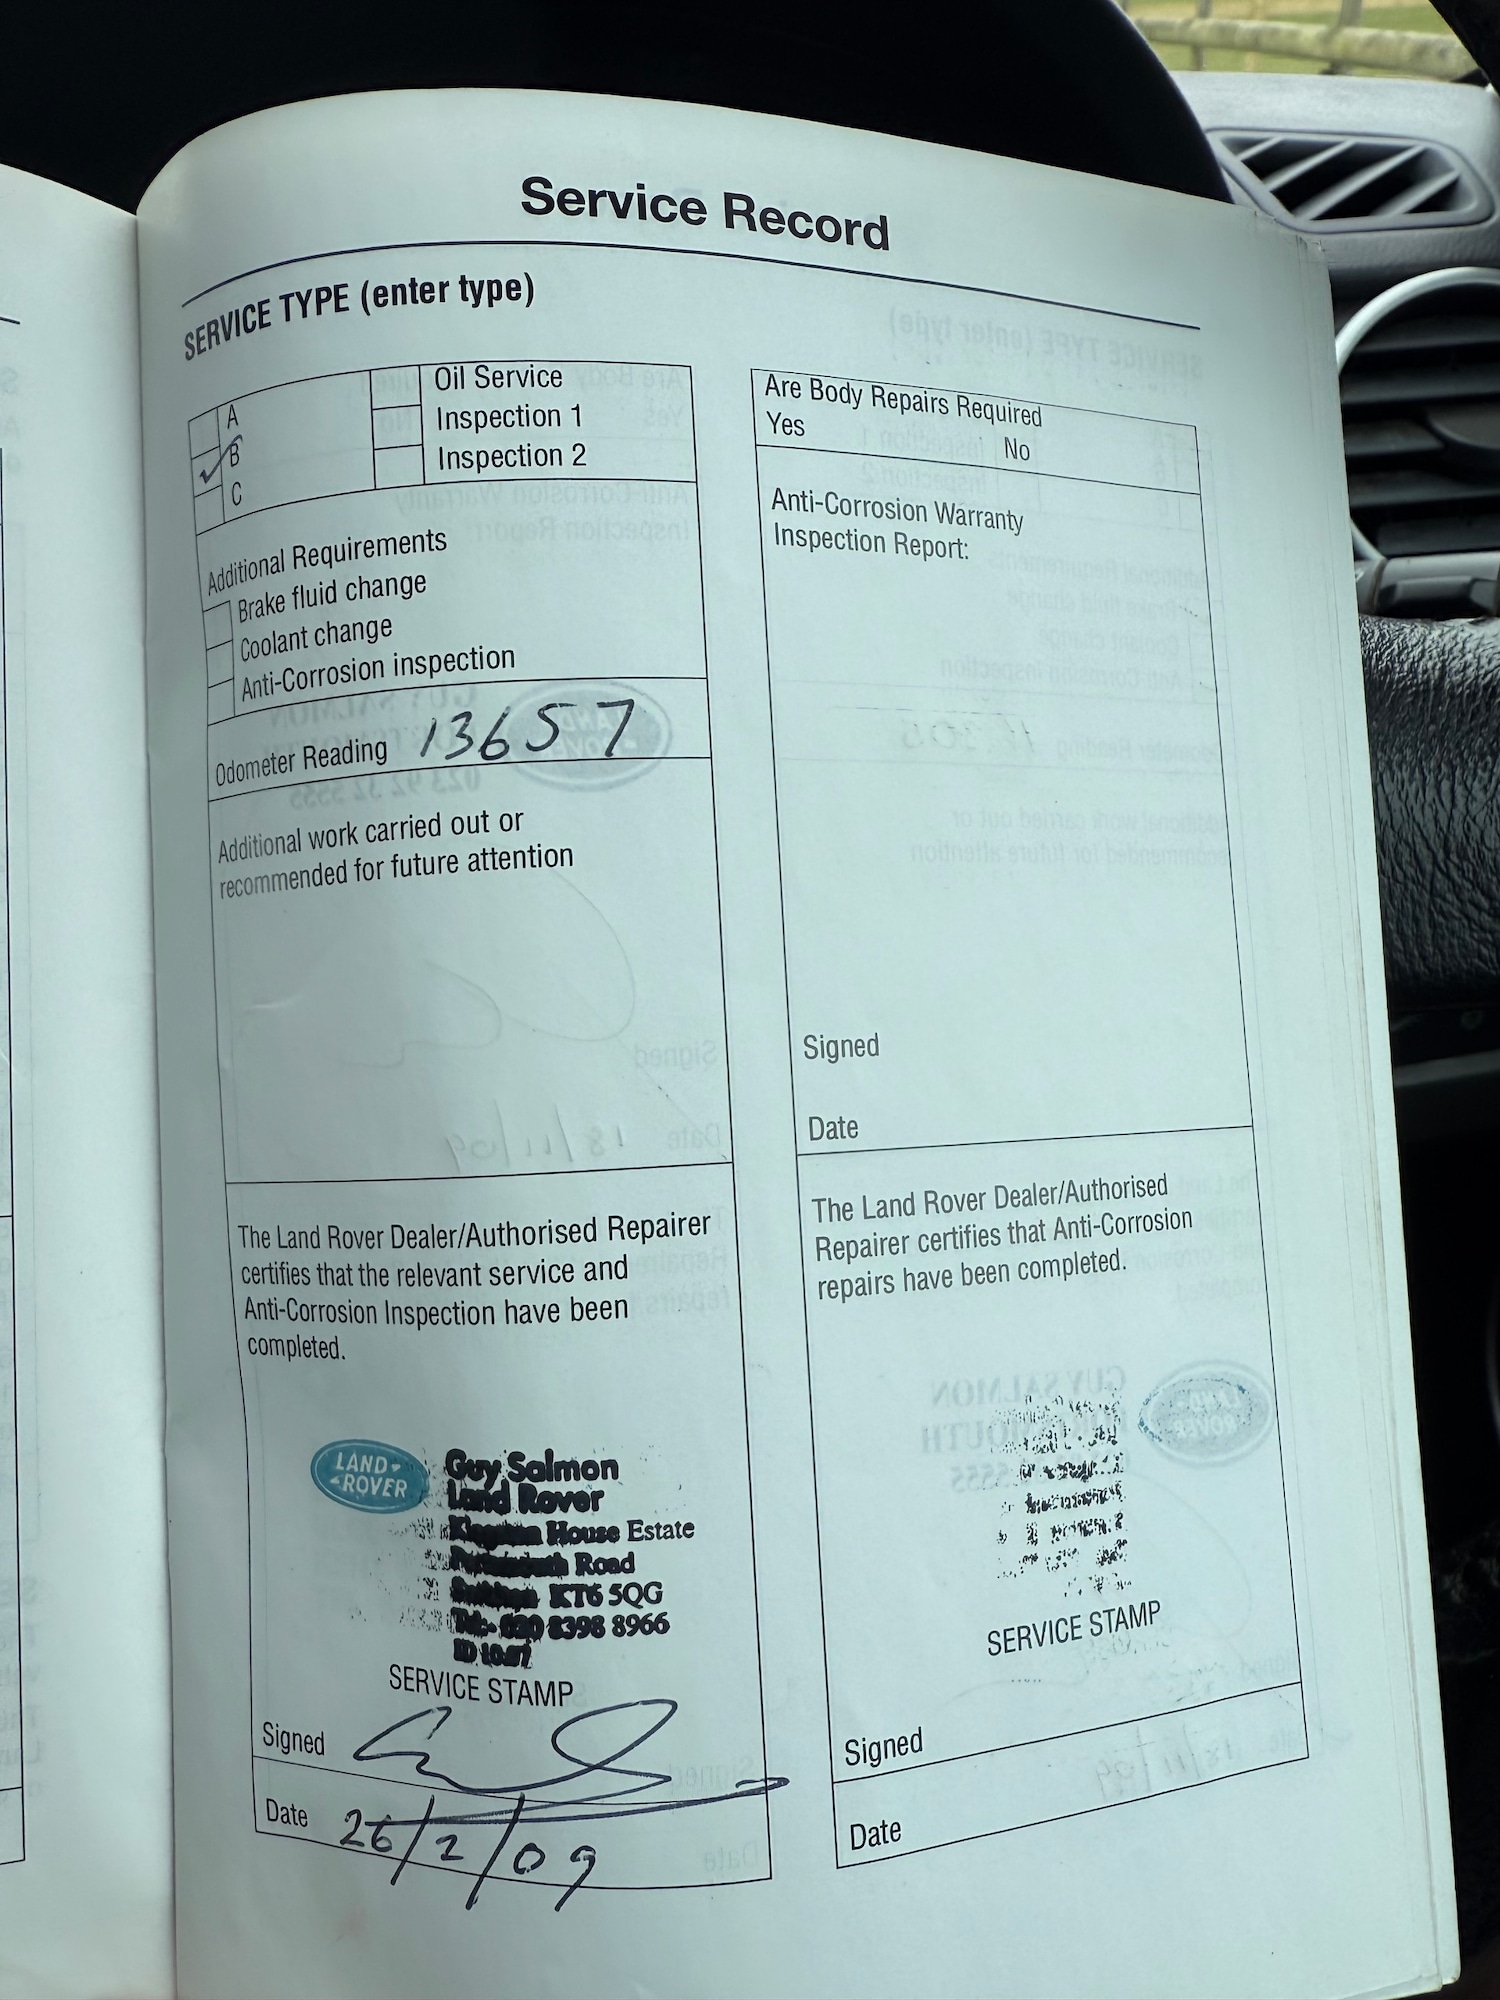 Service Record
SERVICE TYPE (enter type)
A
B
C
Oil Service
Inspection 1
Inspection 2
Additional Requirements
Brake fluid change
Coolant change
Anti-Corrosion inspection
Odometer Reading 13657
Additional work carried out or
recommended for future attention
The Land Rover Dealer/Authorised Repairer
certifies that the relevant service and
Anti-Corrosion Inspection have been
completed.
LAND-
-ROVER
Guy Salmon
Land Rover
House Estate
Road
KT6 5QG
Tel: 020 8398 8966
SERVICE STAMP
Signed
Date 26/2/09
Are Body Repairs Required
Yes No
Anti-Corrosion Warranty
Inspection Report:
Signed
Date
The Land Rover Dealer/Authorised
Repairer certifies that Anti-Corrosion
repairs have been completed.
SERVICE STAMP
Signed
Date